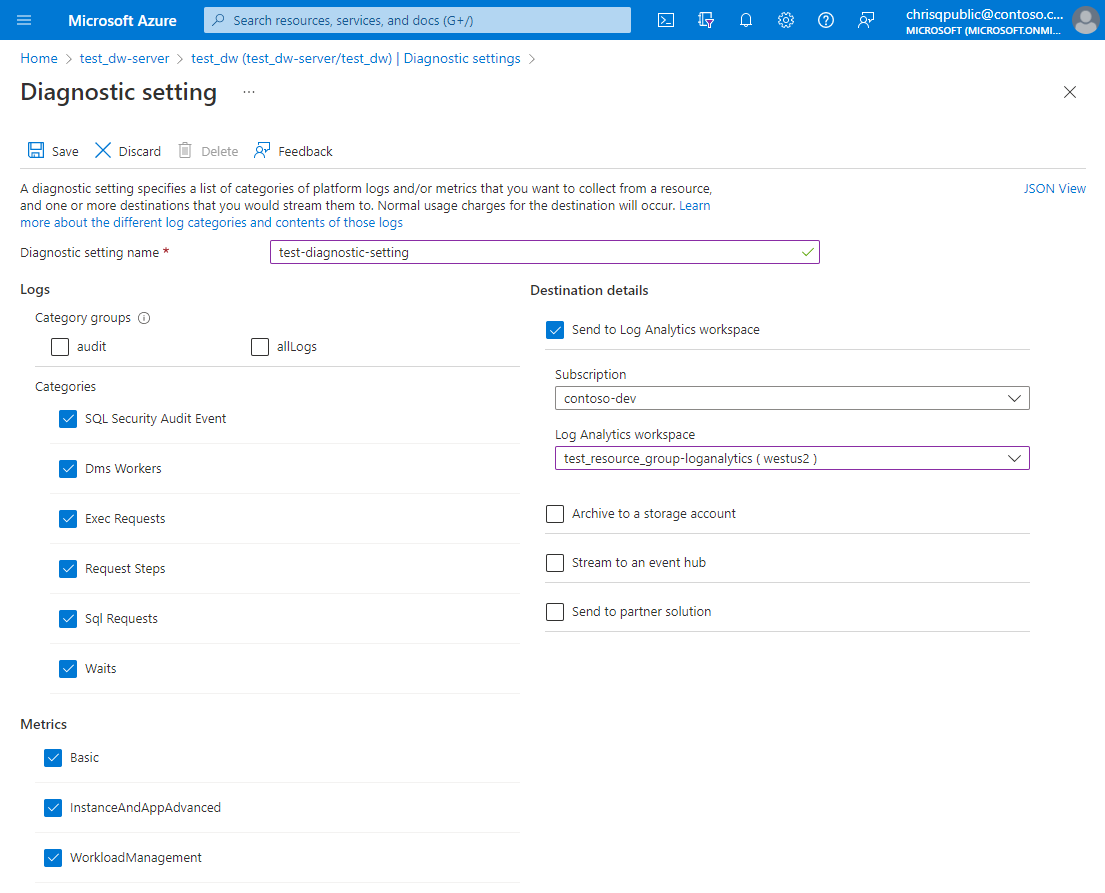 Microsoft Azure
Search resources, services, and docs (G+/)
chrisqpublic@contoso.c...
MICROSOFT (MICROSOFT.ONMI...
Home > test_dw-server > test_dw (test_dw-server/test_dw) | Diagnostic settings >
Diagnostic setting ...
Save Discard Delete Feedback
A diagnostic setting specifies a list of categories of platform logs and/or metrics that you want to collect from a resource,
and one or more destinations that you would stream them to. Normal usage charges for the destination will occur. Learn
more about the different log categories and contents of those logs
JSON View
Diagnostic setting name *
test-diagnostic-setting
Logs
Category groups
audit
allLogs
Categories
SQL Security Audit Event
Dms Workers
Exec Requests
Request Steps
Sql Requests
Waits
Metrics
Basic
InstanceAndAppAdvanced
WorkloadManagement
Destination details
Send to Log Analytics workspace
Subscription
contoso-dev
Log Analytics workspace
test_resource_group-loganalytics ( westus2 )
Archive to a storage account
Stream to an event hub
Send to partner solution